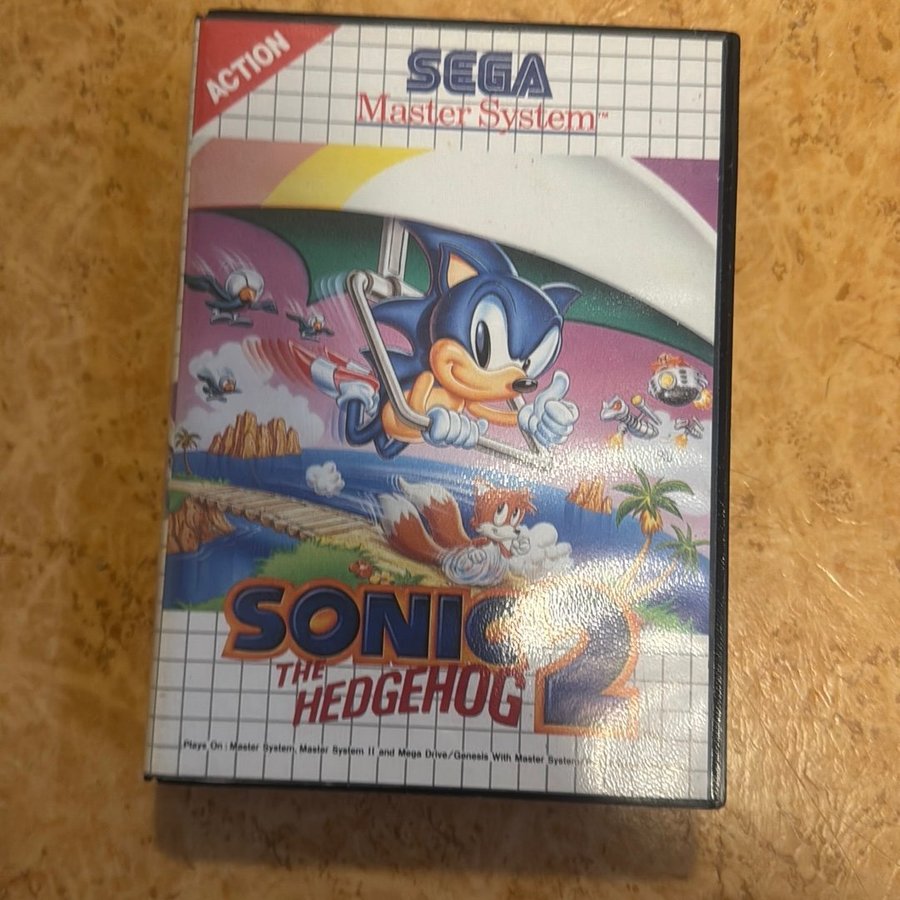 ACTION
SEGA
Master System™
SONIC
THE
HEDGEHOG
2
Plays On : Master System, Master System II and Mega Drive/Genesis With Master System/